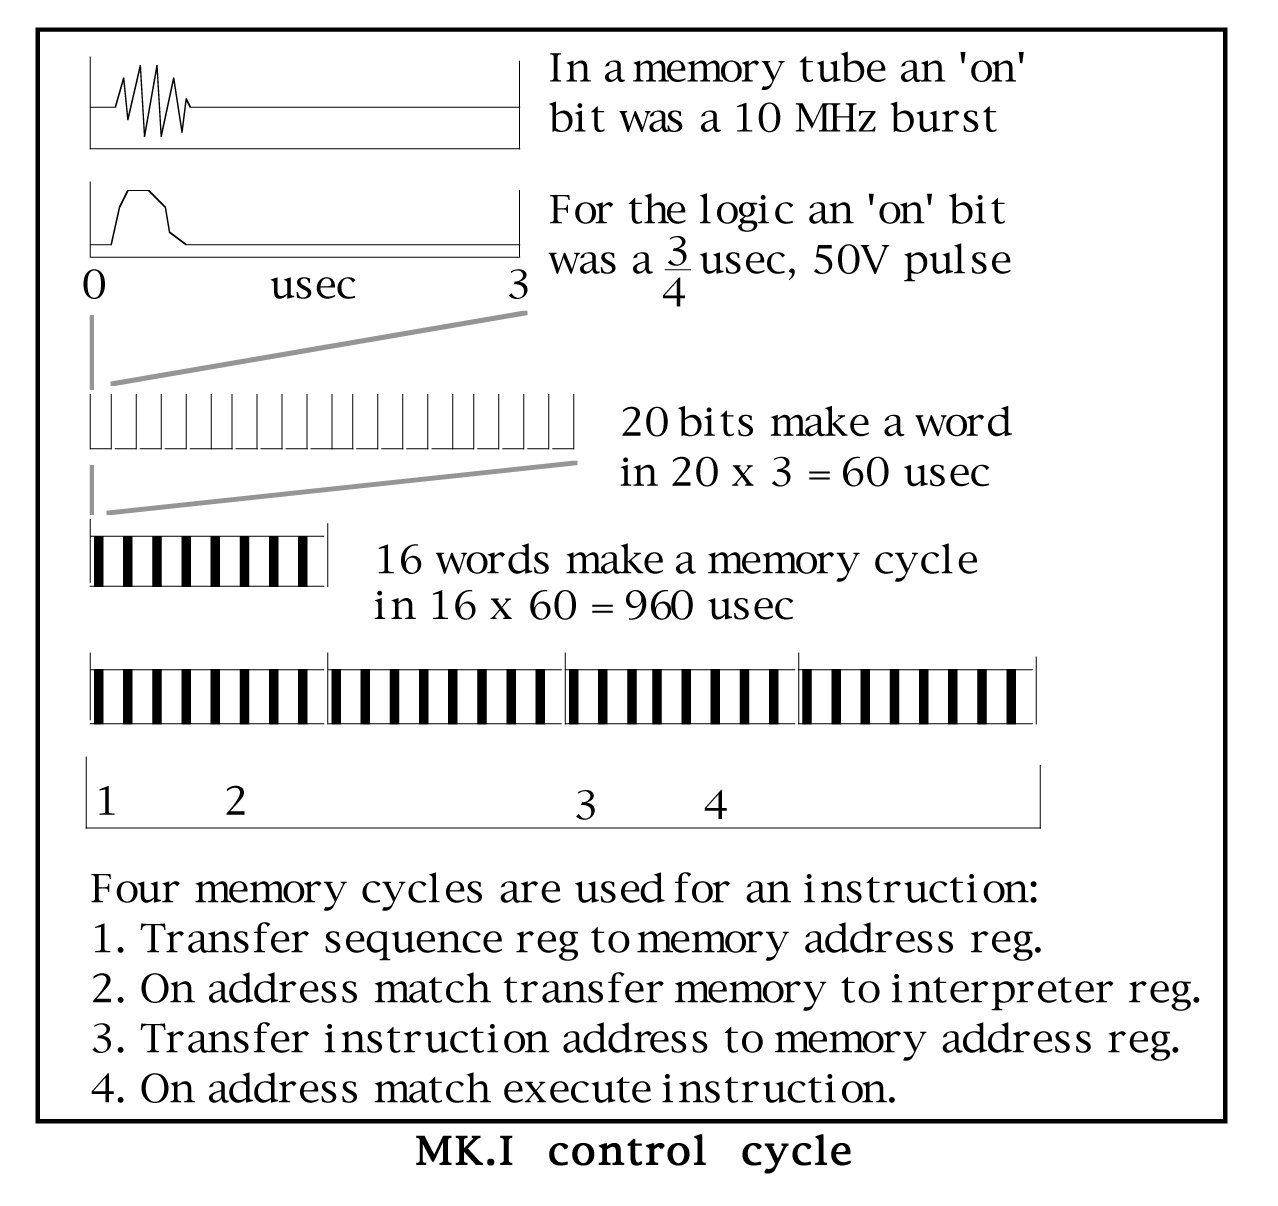 In a memory tube an 'on'
bit was a 10 MHz burst
For the logic an 'on' bit
was a 3/4 usec, 50V pulse
0 usec 3
20 bits make a word
in 20 x 3 = 60 usec
16 words make a memory cycle
in 16 x 60 = 960 usec
1 2 3 4
Four memory cycles are used for an instruction:
1. Transfer sequence reg to memory address reg.
2. On address match transfer memory to interpreter reg.
3. Transfer instruction address to memory address reg.
4. On address match execute instruction.
MK.I control cycle